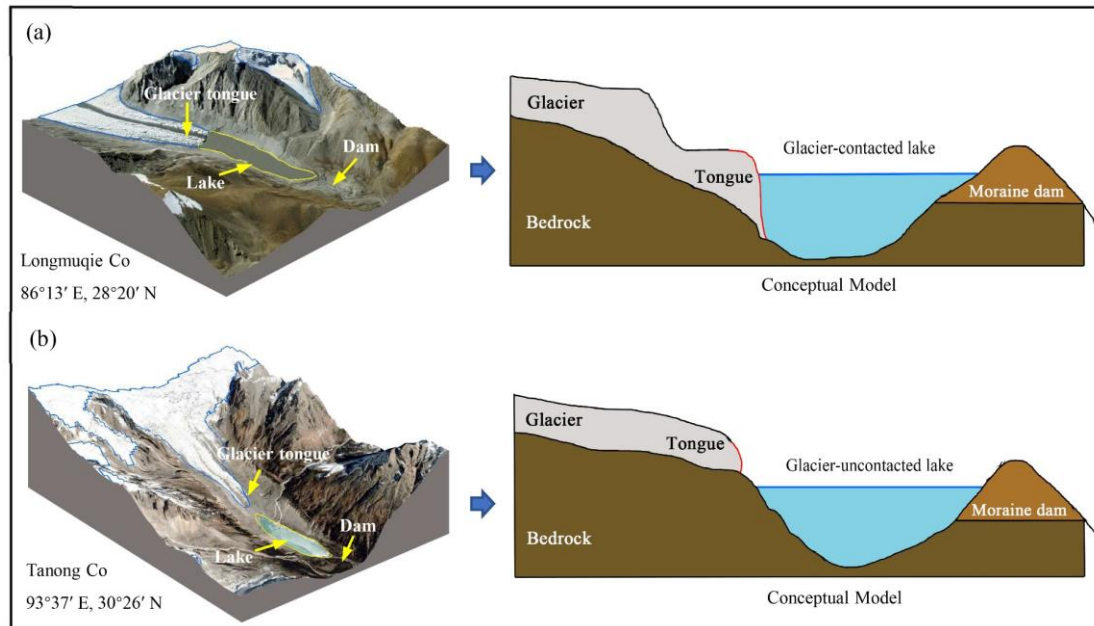 (a)
Glacier tongue
Dam
Lake
Longmuqie Co
86°13′ E, 28°20′ N
Glacier
Tongue
Glacier-contacted lake
Moraine dam
Bedrock
Conceptual Model
(b)
Glacier tongue
Dam
Lake
Tanong Co
93°37′ E, 30°26′ N
Glacier
Tongue
Glacier-uncontacted lake
Moraine dam
Bedrock
Conceptual Model